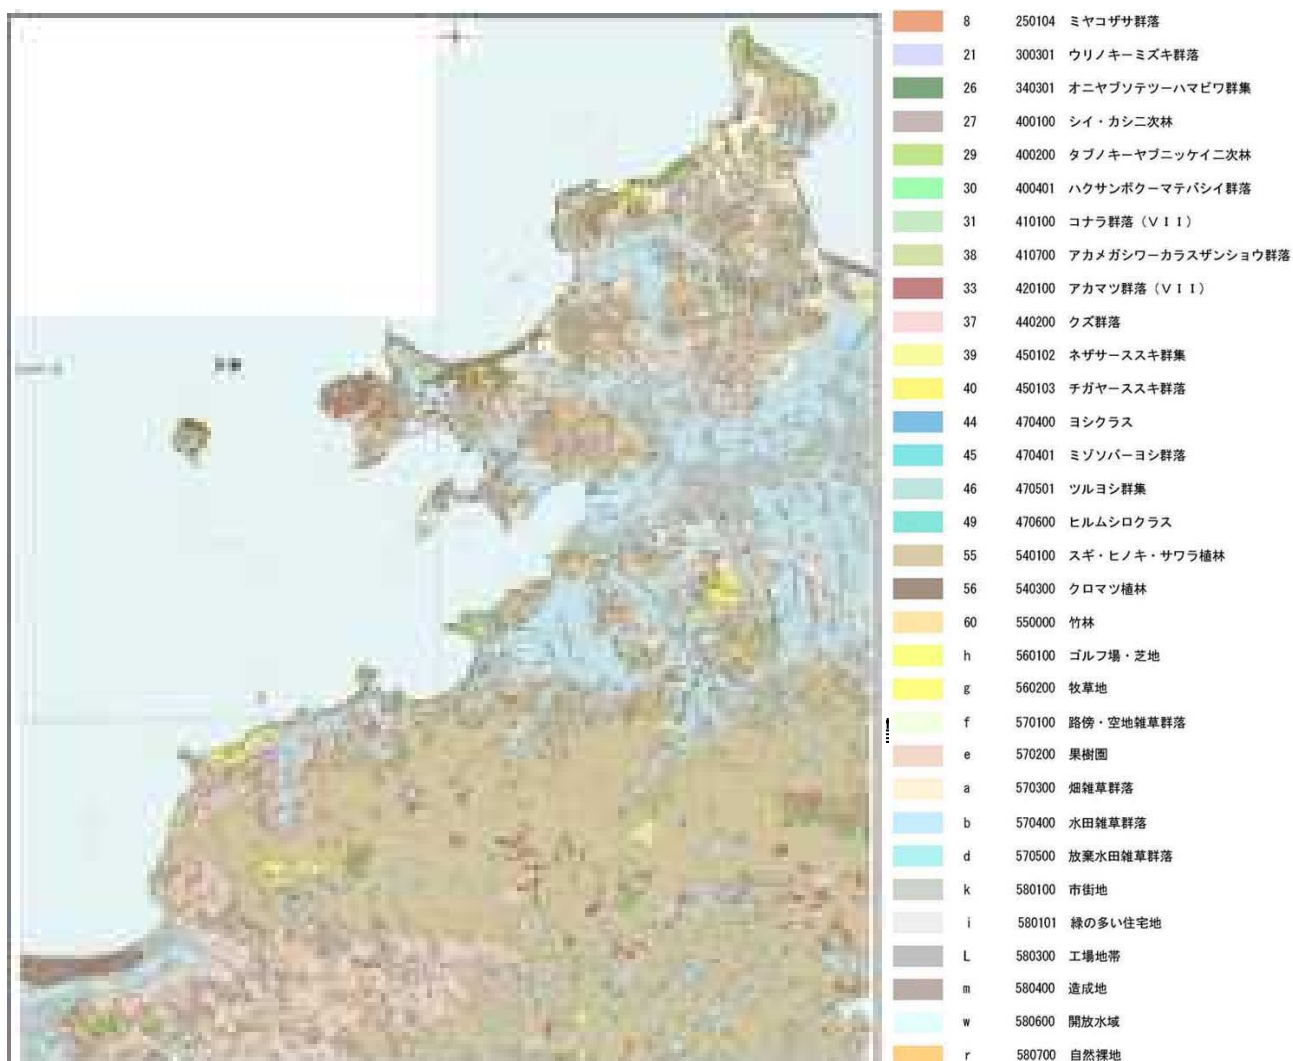 8 250104 ミヤコザサ群落
21 300301 ウリノキーミズキ群落
26 340301 オニヤブソテツーハマビワ群集
27 400100 シイ・カシ二次林
29 400200 タブノキーヤブニッケイ二次林
30 400401 ハクサンボクーマテバシイ群落
31 410100 コナラ群落（ＶＩＩ）
38 410700 アカメガシワーカラスザンショウ群落
33 420100 アカマツ群落（ＶＩＩ）
37 440200 クズ群落
39 450102 ネザサーススキ群集
40 450103 チガヤーススキ群落
44 470400 ヨシクラス
45 470401 ミゾソバーヨシ群落
46 470501 ツルヨシ群集
49 470600 ヒルムシロクラス
55 540100 スギ・ヒノキ・サワラ植林
56 540300 クロマツ植林
60 550000 竹林
h 560100 ゴルフ場・芝地
g 560200 牧草地
f 570100 路傍・空地雑草群落
e 570200 果樹園
a 570300 畑雑草群落
b 570400 水田雑草群落
d 570500 放棄水田雑草群落
k 580100 市街地
i 580101 緑の多い住宅地
L 580300 工場地帯
m 580400 造成地
w 580600 開放水域
r 580700 自然裸地